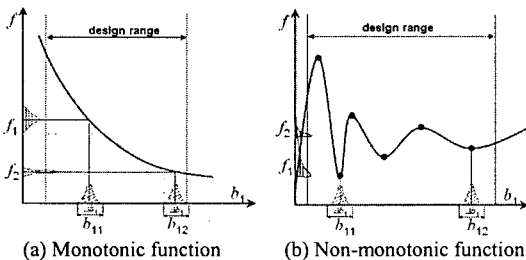 f
design range
f₁
f₂
b₁
b₁₁
b₁₂
(a) Monotonic function
f
design range
f₂
f₁
b₁
b₁₁
b₁₂
(b) Non-monotonic function